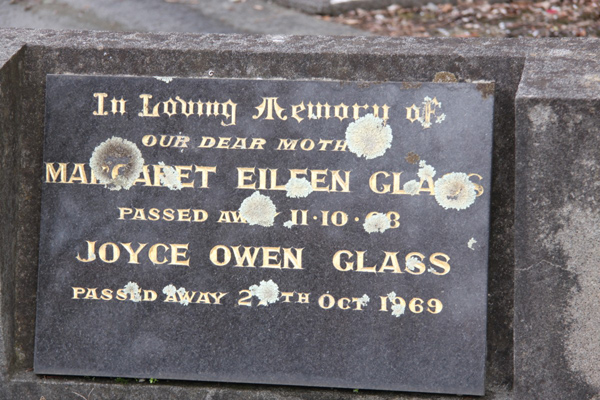 In Loving Memory of
OUR DEAR
MARGARET EILEEN GLASS
PASSED AWAY 11·10·
JOYCE OWEN GLASS
PASSED AWAY OCT 1969